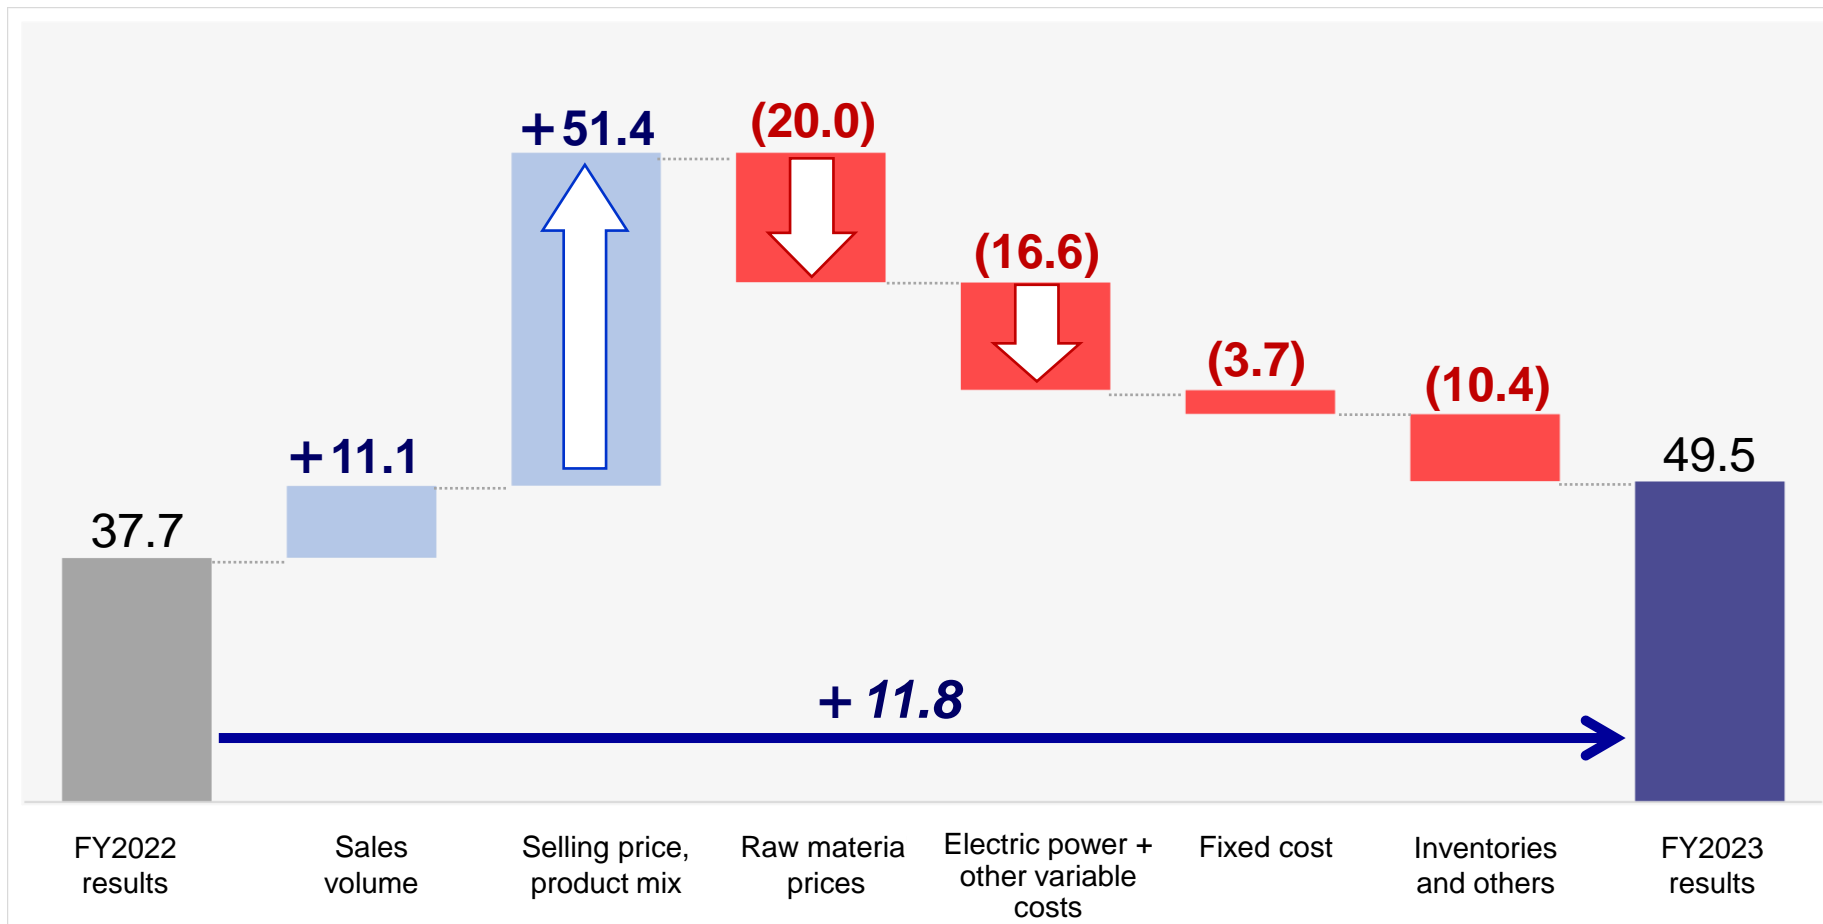 +51.4
(20.0)
(16.6)
(3.7)
(10.4)
+11.1
49.5
37.7
+11.8
FY2022
results
Sales
volume
Selling price,
product mix
Raw materia
prices
Electric power +
other variable
costs
Fixed cost
Inventories
and others
FY2023
results